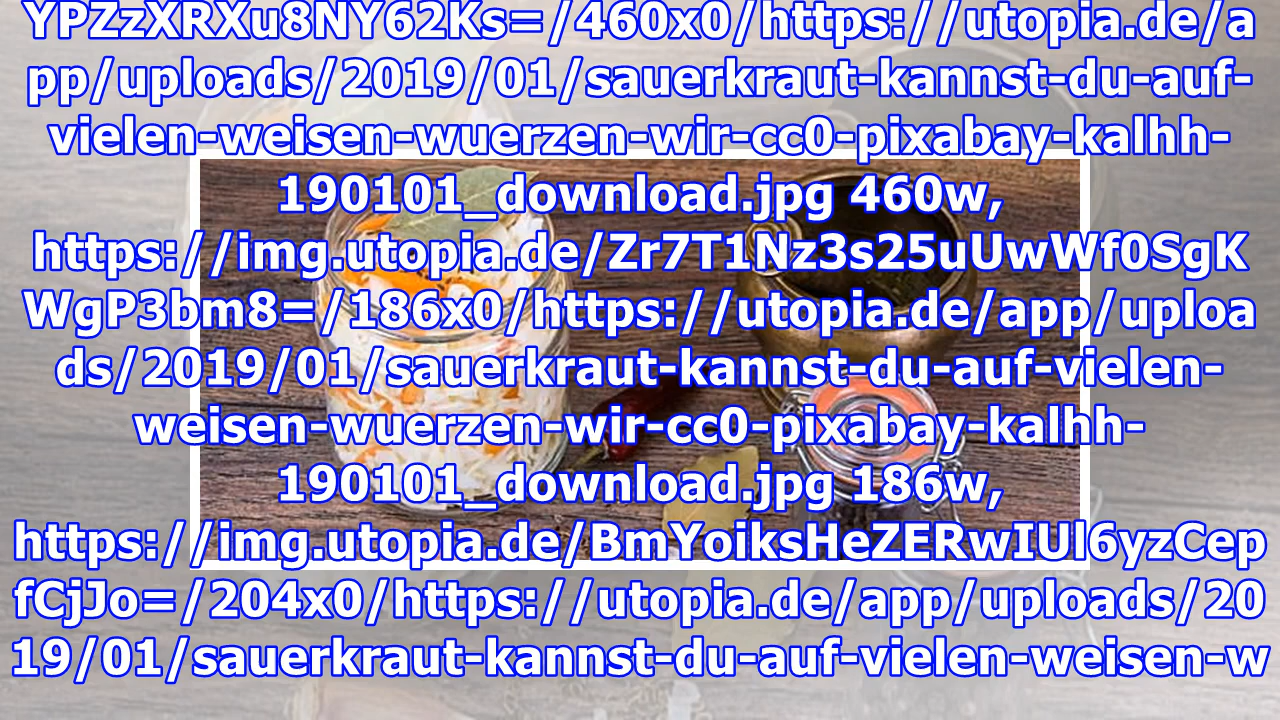 YPZzXRXu8NY62Ks=/460x0/https://utopia.de/a
pp/uploads/2019/01/sauerkraut-kannst-du-auf-
vielen-weisen-wuerzen-wir-cc0-pixabay-kalhh-
190101_download.jpg 460w,
https://img.utopia.de/Zr7T1Nz3s25uUwWf0SgK
WgP3bm8=/186x0/https://utopia.de/app/uploa
ds/2019/01/sauerkraut-kannst-du-auf-vielen-
weisen-wuerzen-wir-cc0-pixabay-kalhh-
190101_download.jpg 186w,
https://img.utopia.de/BmYoiksHeZERwIUl6yzCep
fCjJo=/204x0/https://utopia.de/app/uploads/20
19/01/sauerkraut-kannst-du-auf-vielen-weisen-w